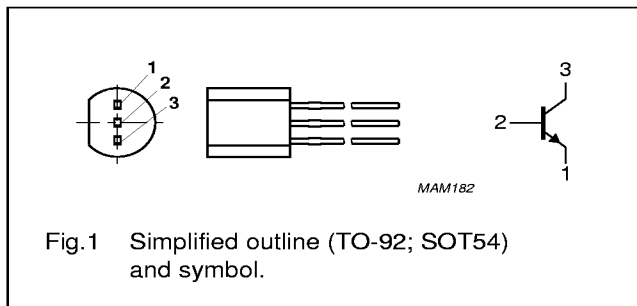 1
2
3
3
2
1
MAM182
Fig.1 Simplified outline (TO-92; SOT54)
and symbol.